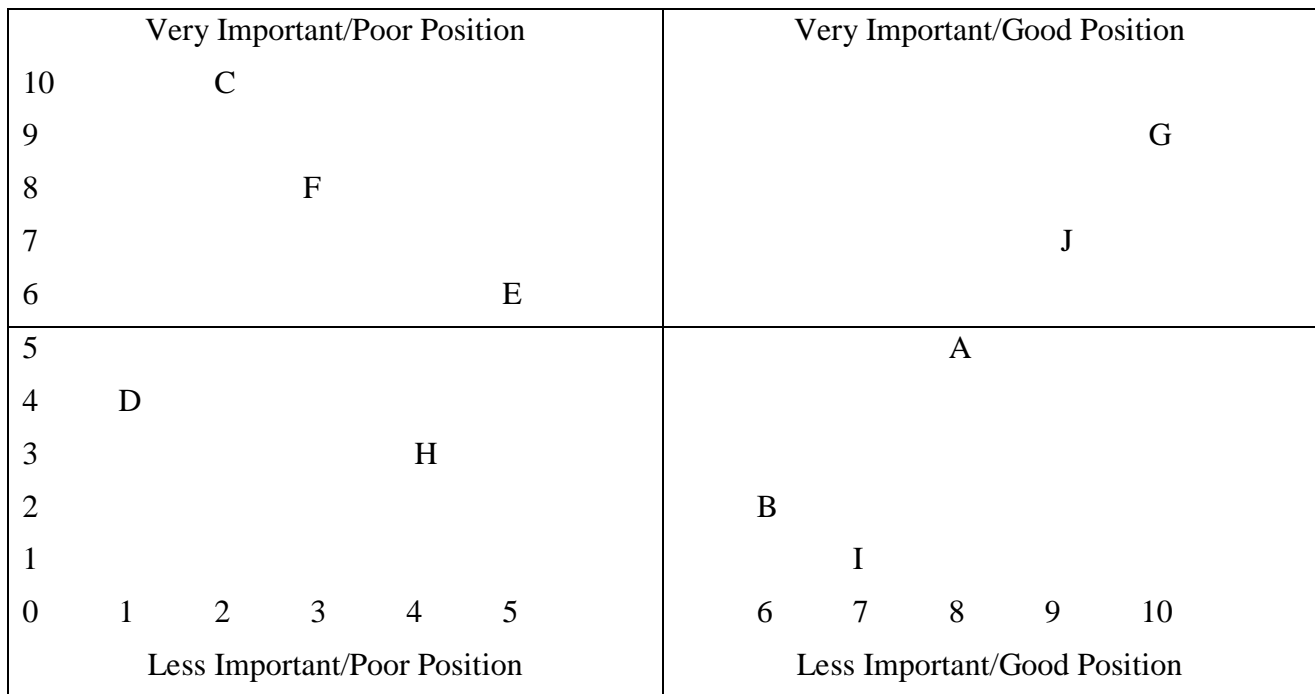 Very Important/Poor Position Very Important/Good Position
10 C
9 G
8 F
7 J
6 E
5 A
4 D
3 H
2 B
1 I
0 1 2 3 4 5 6 7 8 9 10
Less Important/Poor Position Less Important/Good Position